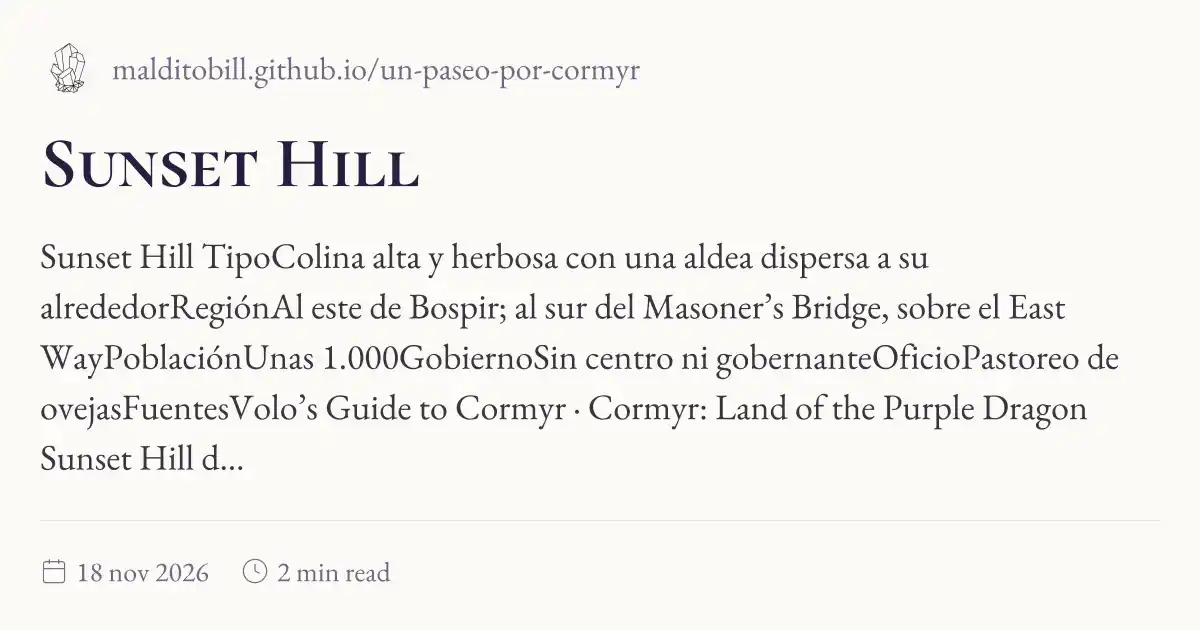 malditobill.github.io/un-paseo-por-cormyr
Sunset Hill
Sunset Hill TipoColina alta y herbosa con una aldea dispersa a su
alrededorRegiónAl este de Bospir; al sur del Masoner’s Bridge, sobre el East
WayPoblaciónUnas 1.000GobiernoSin centro ni gobernanteOficioPastoreo de
ovejasFuentesVolo’s Guide to Cormyr · Cormyr: Land of the Purple Dragon
Sunset Hill d...
18 nov 2026 2 min read